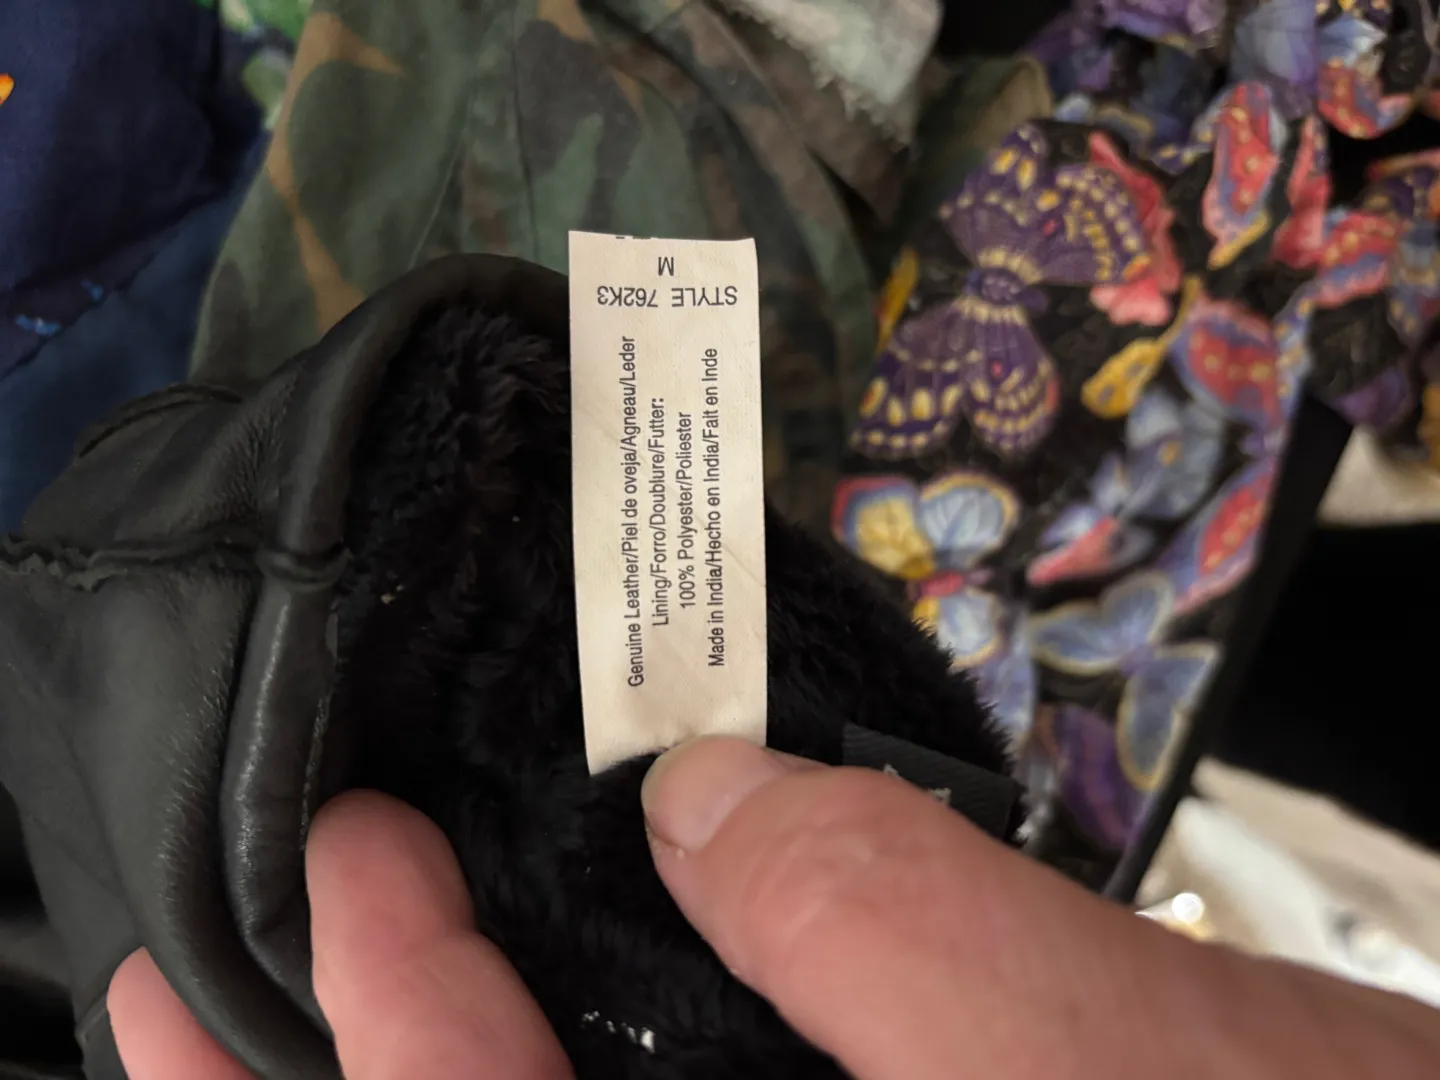 M
STYLE 762K3
Genuine Leather/Piel de oveja/Agneau/Leder
Lining/Forro/Doublure/Futter:
100% Polyester/Poliester
Made in India/Hecho en India/Fait en Inde